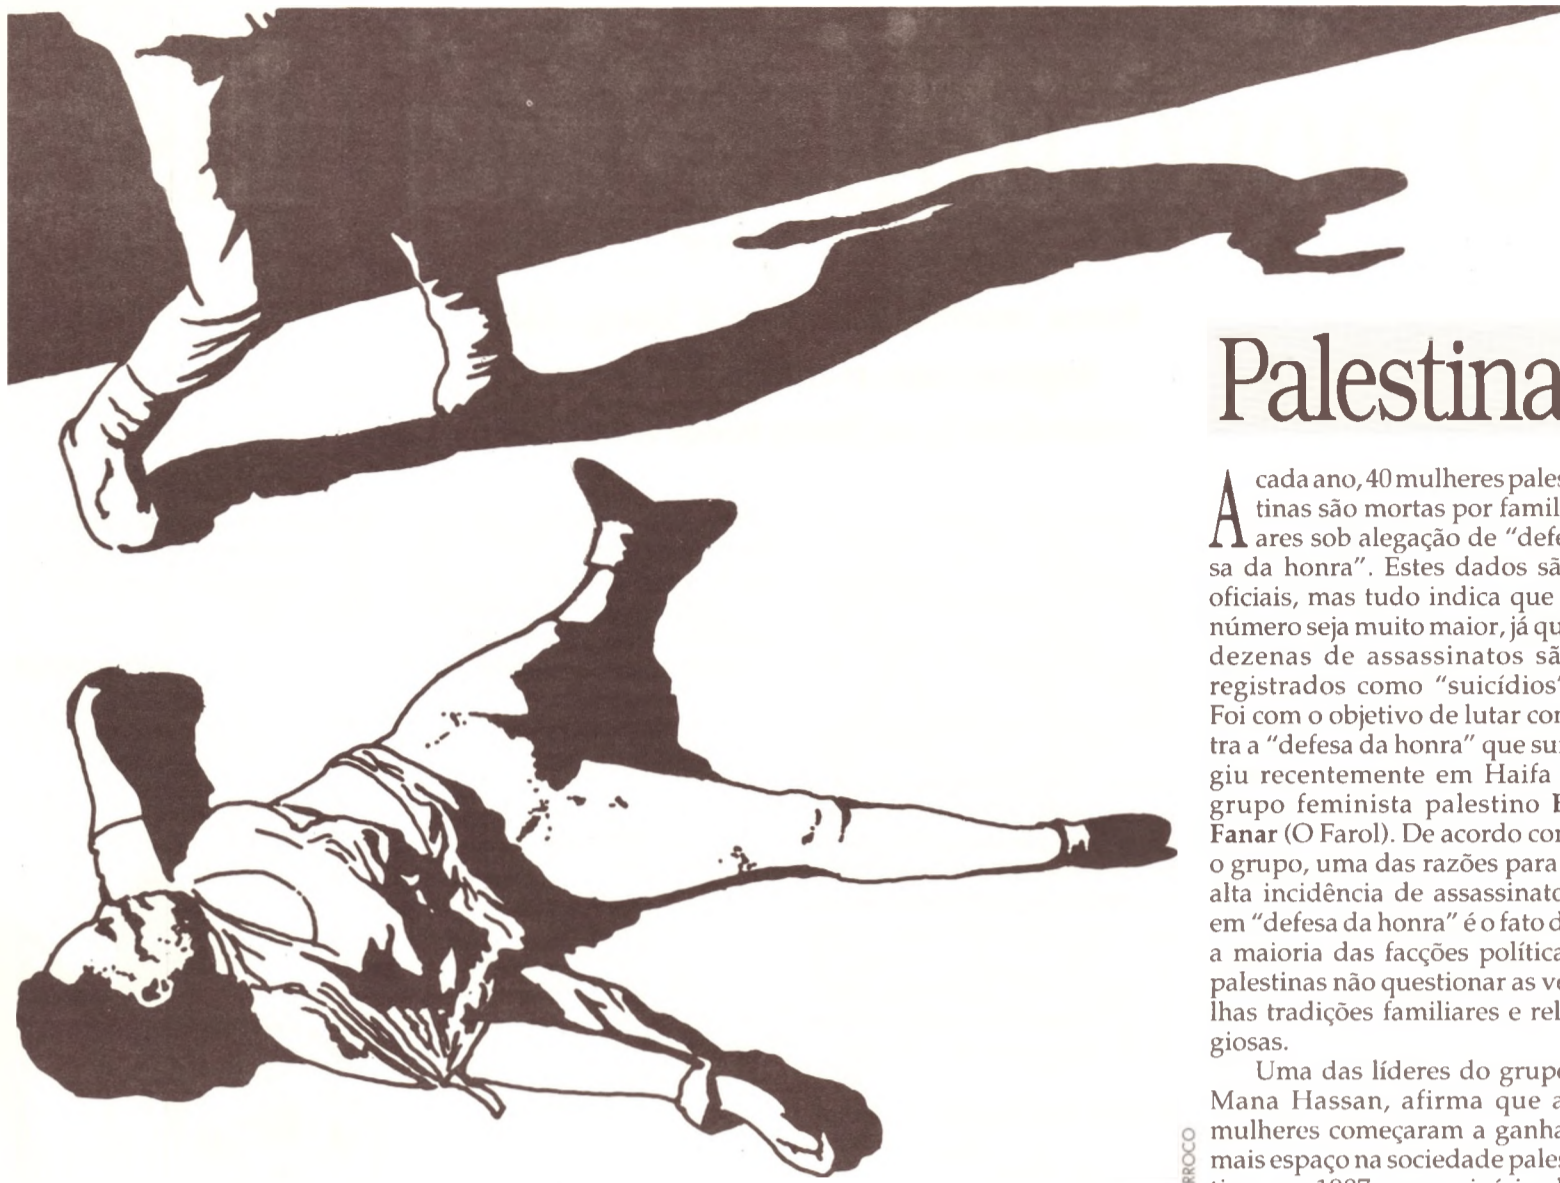 Palestina
A cada ano, 40 mulheres pales
tinas são mortas por famil
ares sob alegação de "defe
sa da honra". Estes dados sã
oficiais, mas tudo indica que
número seja muito maior, já qu
dezenas de assassinatos sã
registrados como "suicídios"
Foi com o objetivo de lutar con
tra a "defesa da honra" que sur
giu recentemente em Haifa
grupo feminista palestino
Fanar (O Farol). De acordo con
o grupo, uma das razões para
alta incidência de assassinato
em "defesa da honra" é o fato d
a maioria das facções política
palestinas não questionar as ve
lhas tradições familiares e rel
giosas.
Uma das líderes do grupo
Mana Hassan, afirma que a
mulheres começaram a ganha
mais espaço na sociedade pales
RROCO